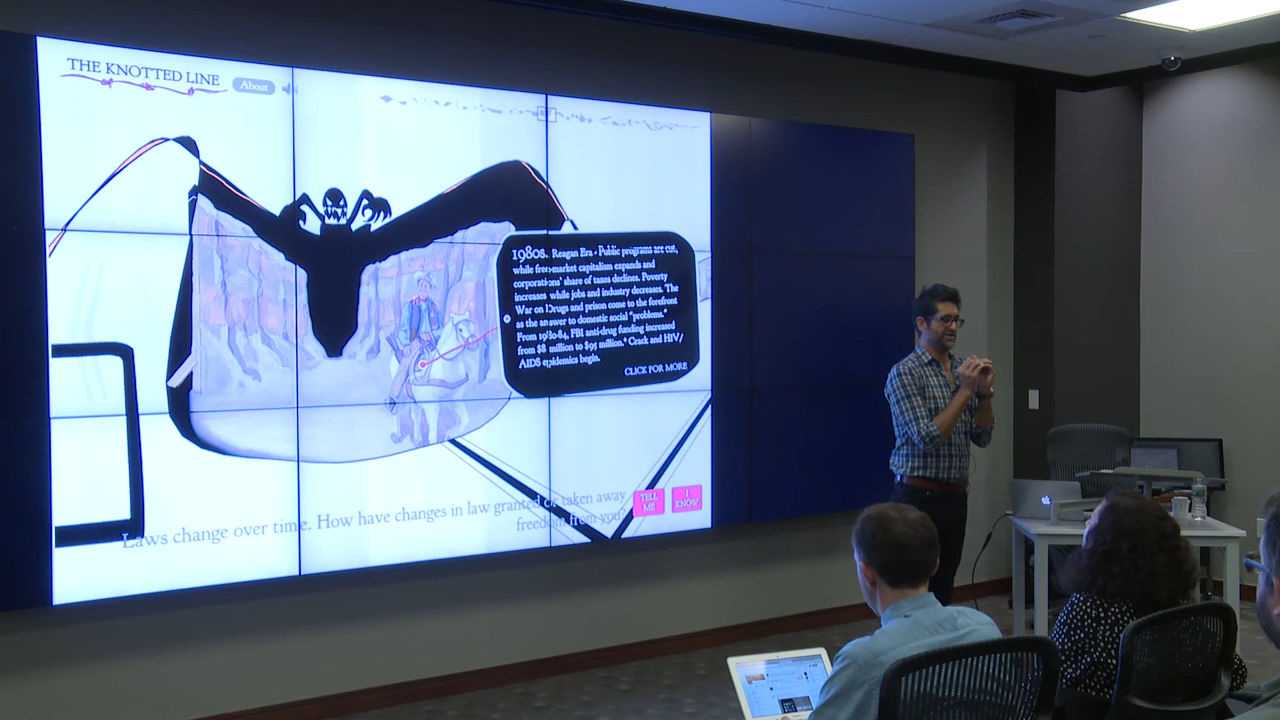 THE KNOTTED LINE
About
1980s. Reagan Era - Public programs are cut,
while free-market capitalism expands and
corporations' share of taxes declines. Poverty
increases while jobs and industry decreases. The
War on Drugs and prison come to the forefront
as the answer to domestic social "problems."
From 1980-84, FBI anti-drug funding increased
from $8 million to $95 million.* Crack and HIV/
AIDS epidemics begin.
CLICK FOR MORE
Laws change over time. How have changes in law granted or taken away
freedom from you?
TELL
ME
I
KNOW